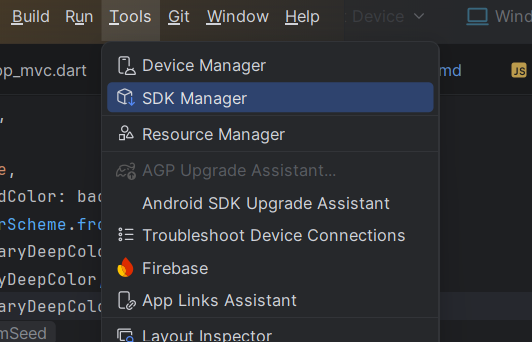 Build Run Tools Git Window Help Device Wind
op_mvc.dart md JS
Device Manager
,
SDK Manager
Resource Manager
e,
AGP Upgrade Assistant...
dColor: bac
Android SDK Upgrade Assistant
rScheme.fro
Troubleshoot Device Connections
aryDeepColo
Firebase
yDeepColor,
App Links Assistant
aryDeepColo
mSeed
Layout Inspector